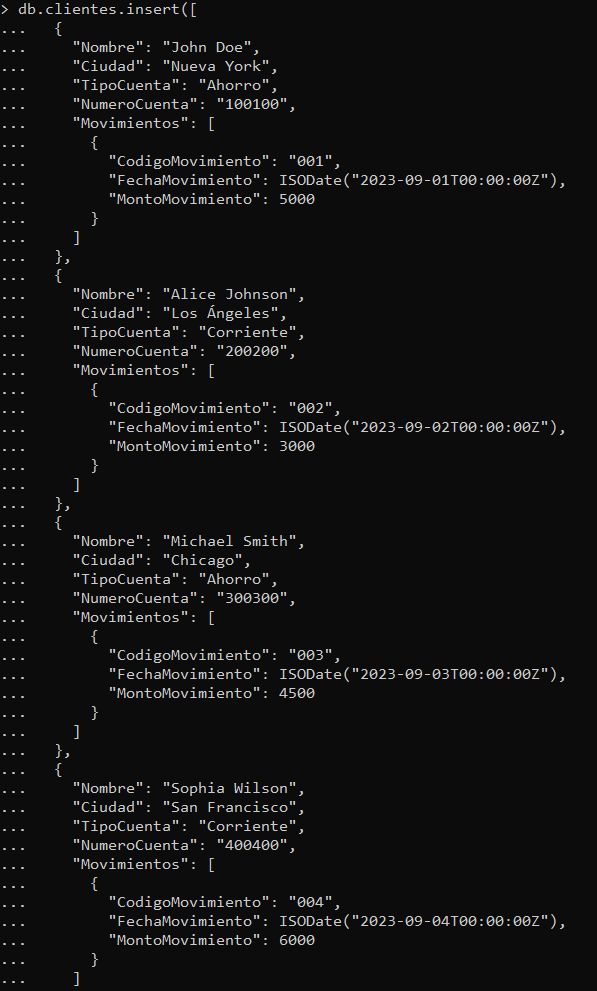 > db.clientes.insert([
...   {
...     "Nombre": "John Doe",
...     "Ciudad": "Nueva York",
...     "TipoCuenta": "Ahorro",
...     "NumeroCuenta": "100100",
...     "Movimientos": [
...       {
...         "CodigoMovimiento": "001",
...         "FechaMovimiento": ISODate("2023-09-01T00:00:00Z"),
...         "MontoMovimiento": 5000
...       }
...     ]
...   },
...   {
...     "Nombre": "Alice Johnson",
...     "Ciudad": "Los Ángeles",
...     "TipoCuenta": "Corriente",
...     "NumeroCuenta": "200200",
...     "Movimientos": [
...       {
...         "CodigoMovimiento": "002",
...         "FechaMovimiento": ISODate("2023-09-02T00:00:00Z"),
...         "MontoMovimiento": 3000
...       }
...     ]
...   },
...   {
...     "Nombre": "Michael Smith",
...     "Ciudad": "Chicago",
...     "TipoCuenta": "Ahorro",
...     "NumeroCuenta": "300300",
...     "Movimientos": [
...       {
...         "CodigoMovimiento": "003",
...         "FechaMovimiento": ISODate("2023-09-03T00:00:00Z"),
...         "MontoMovimiento": 4500
...       }
...     ]
...   },
...   {
...     "Nombre": "Sophia Wilson",
...     "Ciudad": "San Francisco",
...     "TipoCuenta": "Corriente",
...     "NumeroCuenta": "400400",
...     "Movimientos": [
...       {
...         "CodigoMovimiento": "004",
...         "FechaMovimiento": ISODate("2023-09-04T00:00:00Z"),
...         "MontoMovimiento": 6000
...       }
...     ]